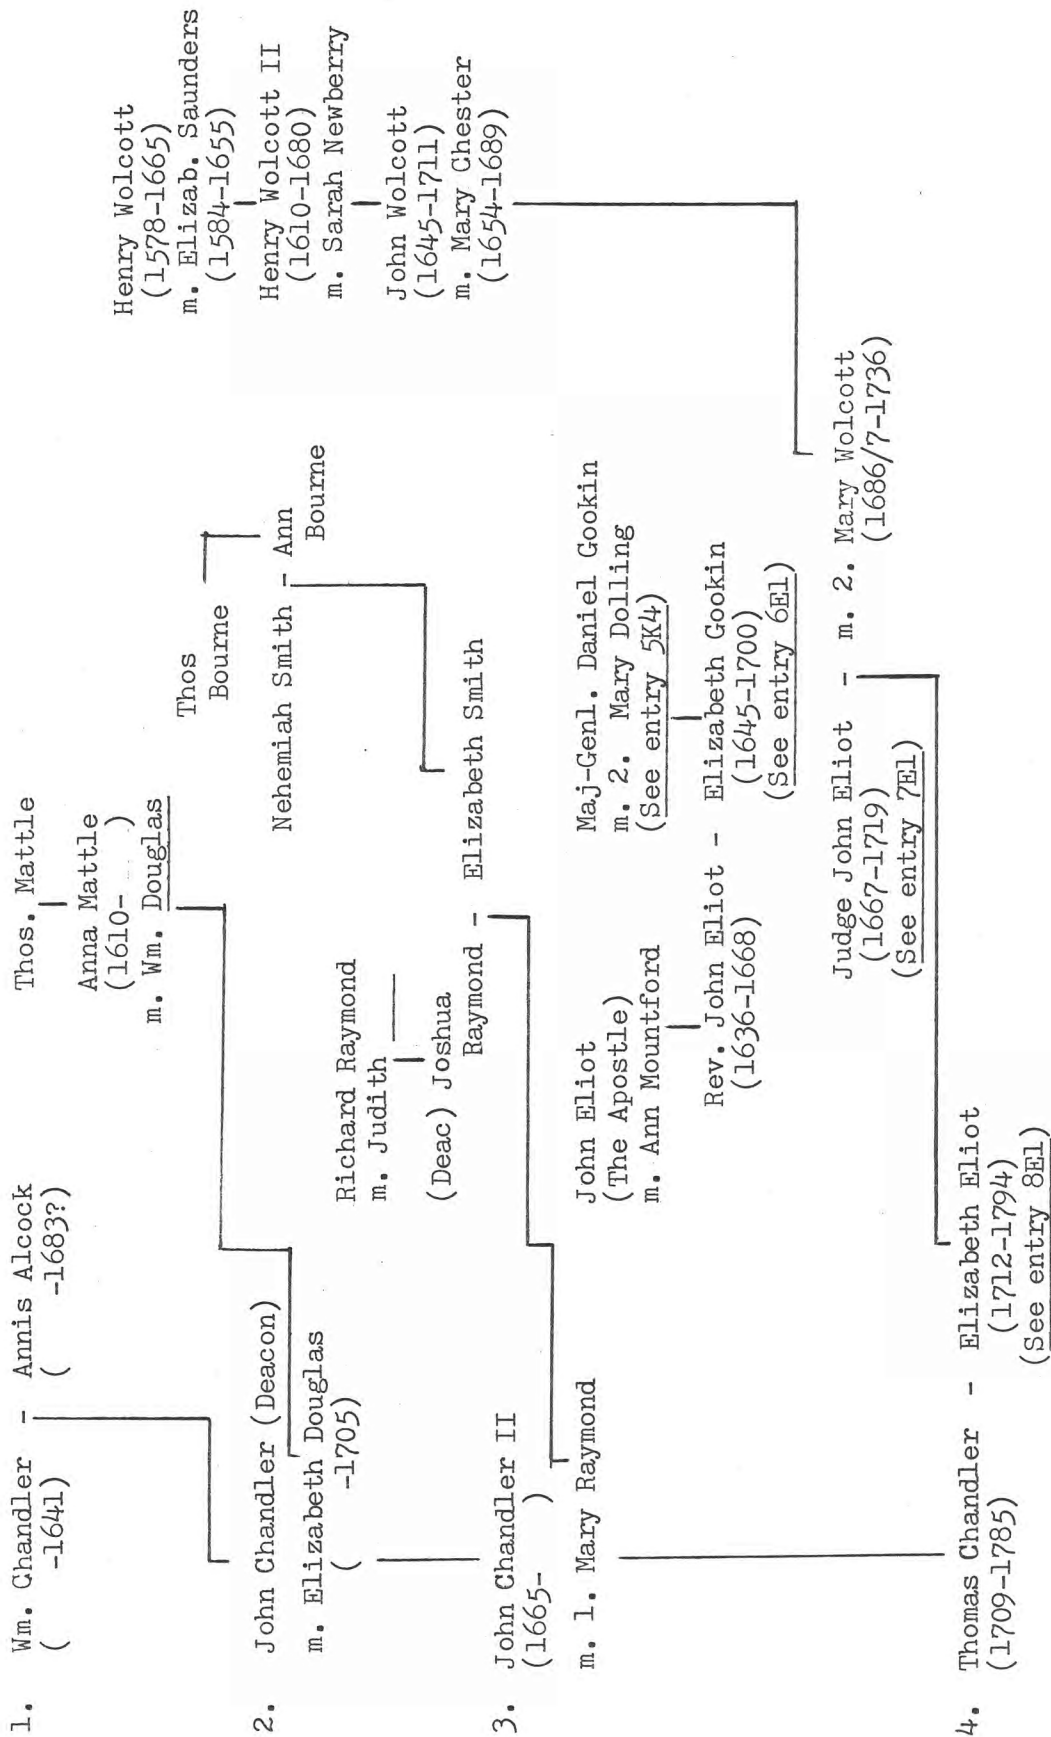 1.
Wm. Chandler - Annis Alcock
( -1641) ( -1683?)
Thos. Mattle
Anna Mattle
(1610- )
m. Wm. Douglas
Thos
Bourne
Henry Wolcott
(1578-1665)
m. Elizab. Saunders
(1584-1655)
2.
John Chandler (Deacon)
m. Elizabeth Douglas
( -1705)
Nehemiah Smith - Ann
Bourne
Henry Wolcott II
(1610-1680)
m. Sarah Newberry
Richard Raymond
m. Judith
(Deac) Joshua
Raymond - Elizabeth Smith
John Wolcott
(1645-1711)
m. Mary Chester
(1654-1689)
3.
John Chandler II
(1665- )
m. 1. Mary Raymond
John Eliot
(The Apostle)
m. Ann Mountford
Maj-Genl. Daniel Gookin
m. 2. Mary Dolling
(See entry 5K4)
Rev. John Eliot - Elizabeth Gookin
(1636-1668) (1645-1700)
(See entry 6El)
Judge John Eliot - m. 2. Mary Wolcott
(1667-1719) (1686/7-1736)
(See entry 7El)
4.
Thomas Chandler - Elizabeth Eliot
(1709-1785) (1712-1794)
(See entry 8El)